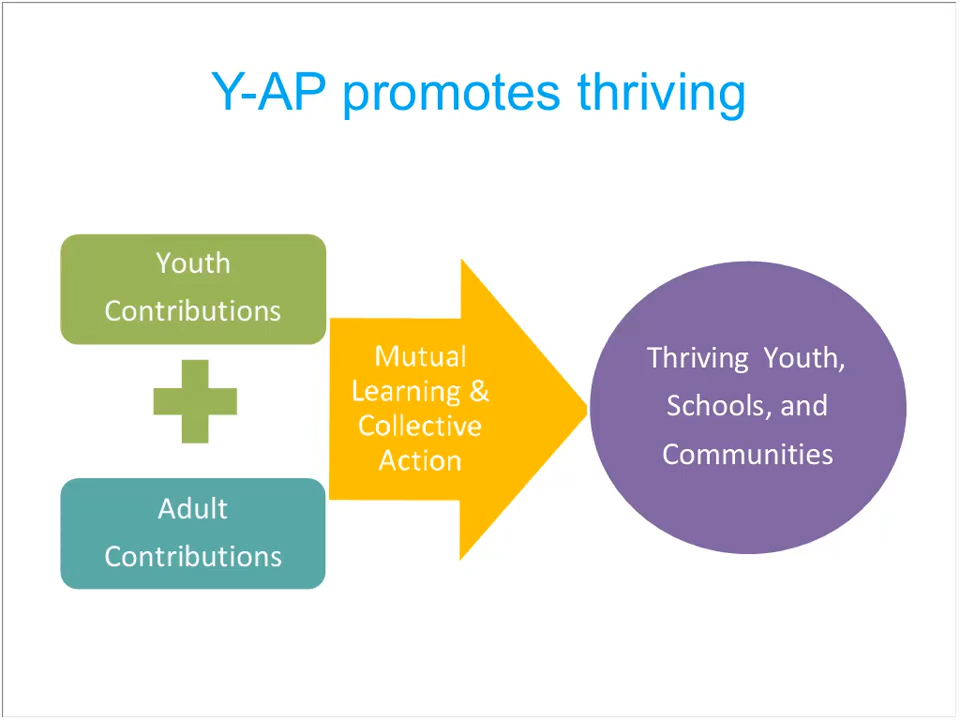 Y-AP promotes thriving
Youth
Contributions
Adult
Contributions
Mutual
Learning &
Collective
Action
Thriving Youth,
Schools, and
Communities